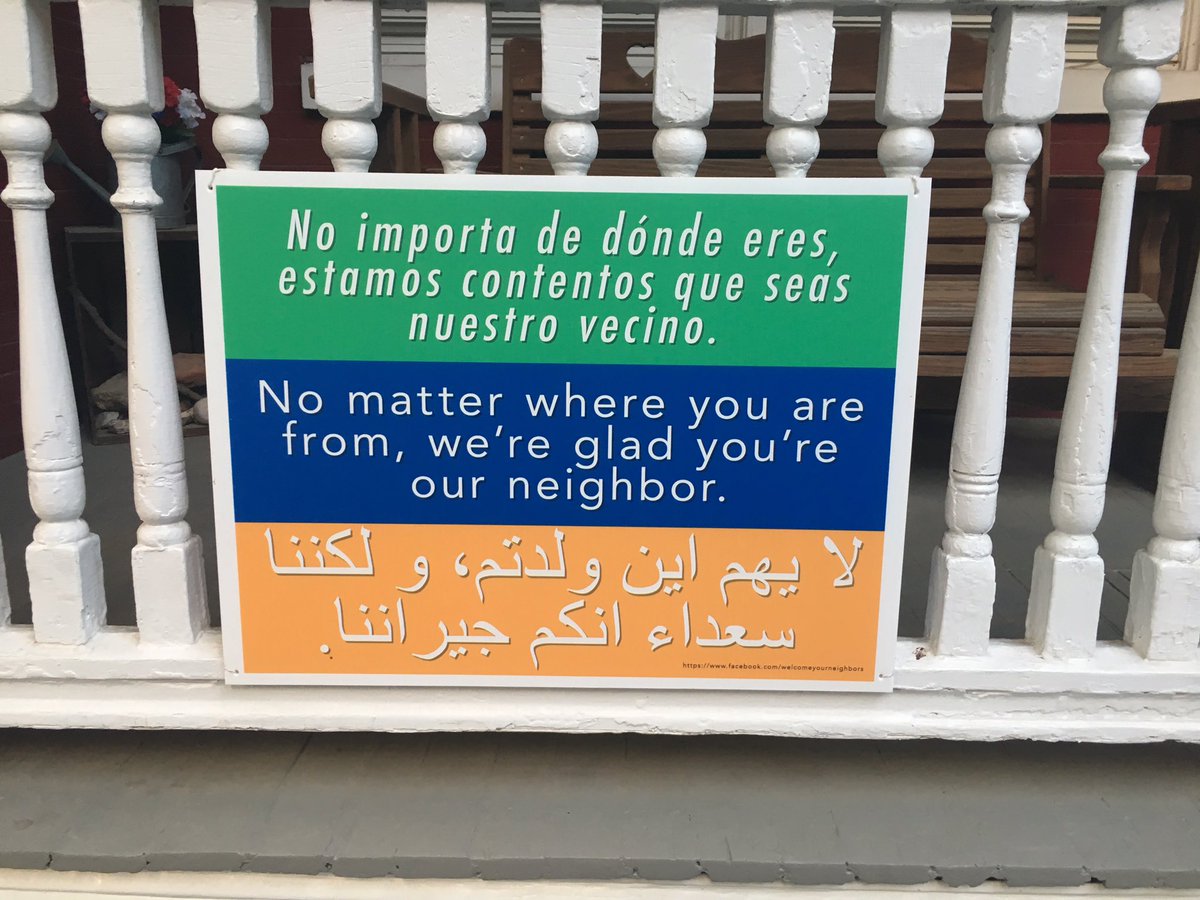 No importa de dónde eres,
estamos contentos que seas
nuestro vecino.
No matter where you are
from, we're glad you're
our neighbor.
لا يهم اين ولدتم، و لكننا
سعداء انكم جيراننا.
https://www.facebook.com/welcomeyourneighbors